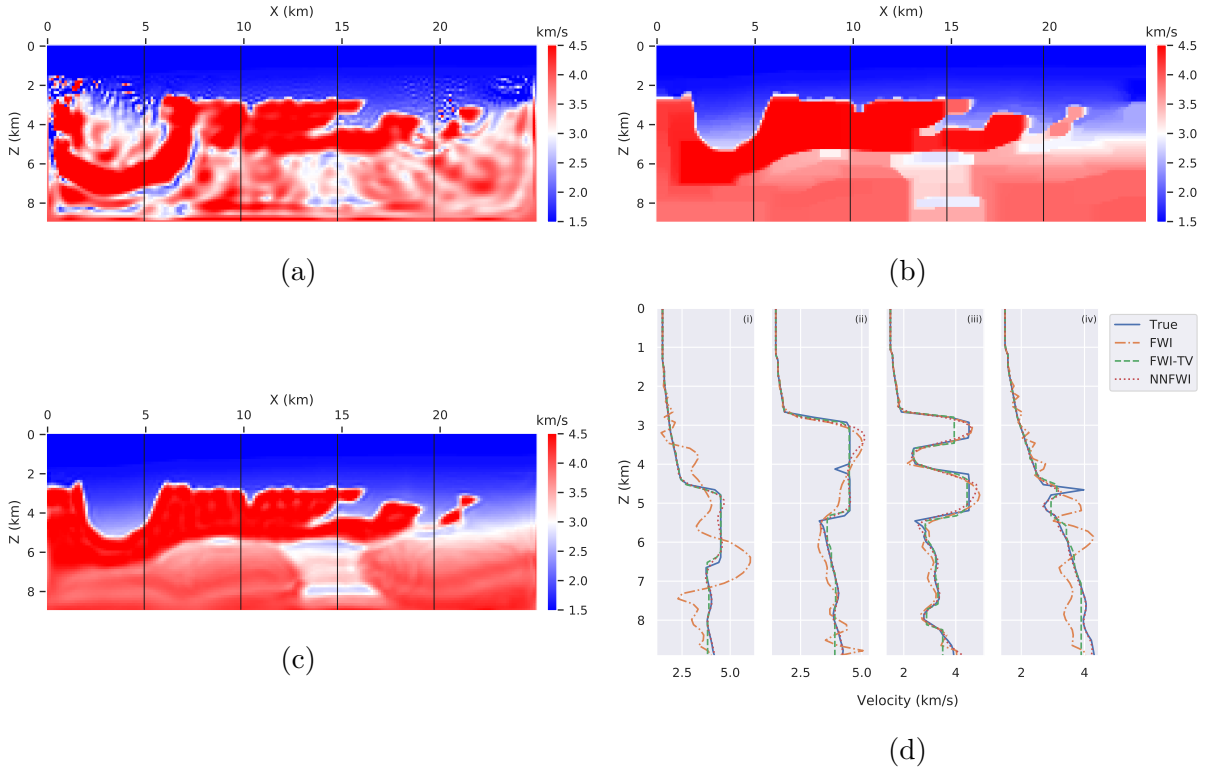 X (km)
0 5 10 15 20
km/s
Z (km)
0
2
4
6
8
4.5
4.0
3.5
3.0
2.5
2.0
1.5
(a)
X (km)
0 5 10 15 20
km/s
Z (km)
0
2
4
6
8
4.5
4.0
3.5
3.0
2.5
2.0
1.5
(b)
X (km)
0 5 10 15 20
km/s
Z (km)
0
2
4
6
8
4.5
4.0
3.5
3.0
2.5
2.0
1.5
(c)
Z (km)
0
1
2
3
4
5
6
7
8
(i) (ii) (iii) (iv)
True
FWI
FWI-TV
NNFWI
2.5 5.0 2.5 5.0 2 4 2 4
Velocity (km/s)
(d)